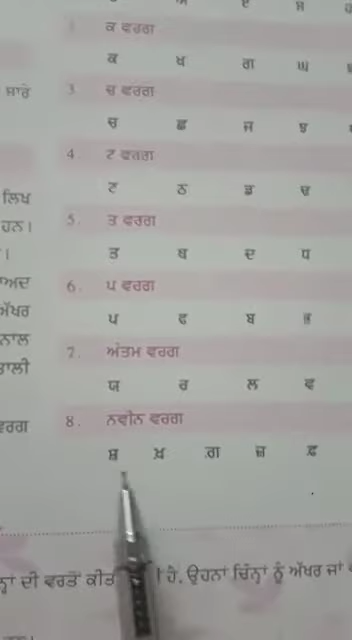 ੲ ਸ
ਕ ਵਰਗ
ਕ ਖ ਗ ਘ
ਸਾਰੇ 3. ਚ ਵਰਗ
ਚ ਛ ਜ ਝ
4. ਟ ਵਰਗ
ਲਿਖ ਟ ਠ ਡ ਢ
ਹਨ। 5. ਤ ਵਰਗ
। ਤ ਥ ਦ ਧ
6. ਪ ਵਰਗ
ਅੱਖਰ ਪ ਫ ਬ ਭ
ਨਾਲ 7. ਅੰਤਮ ਵਰਗ
ਯ ਰ ਲ ਵ
ਵਰਗ 8. ਨਵੀਨ ਵਰਗ
ਸ਼ ਖ਼ ਗ਼ ਜ਼ ਫ਼
ਦੀ ਵਰਤੋਂ ਹੈ, ਉਹਨਾਂ ਚਿੰਨ੍ਹਾਂ ਨੂੰ ਅੱਖਰ ਜਾਂ